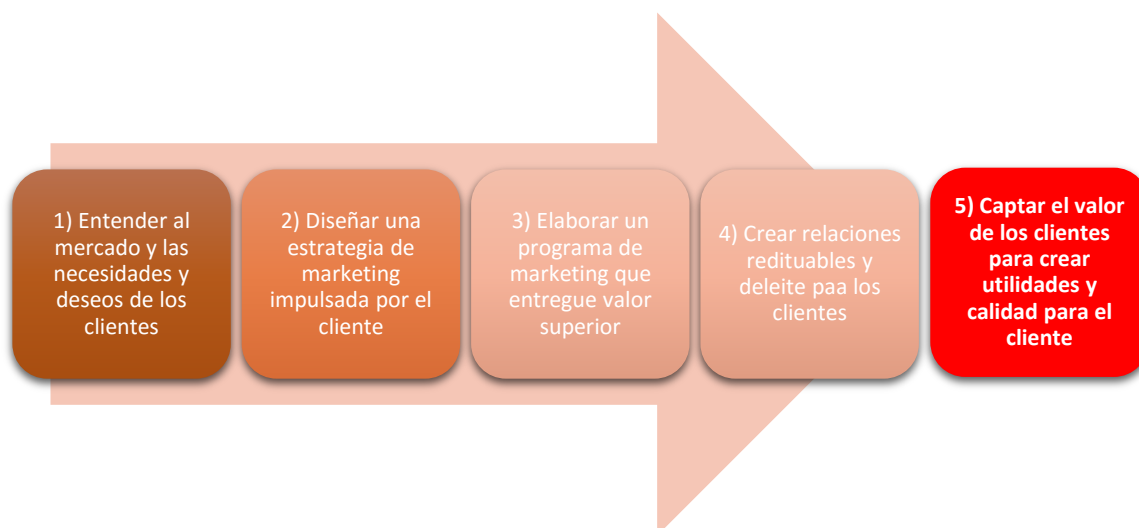 1) Entender al
mercado y las
necesidades y
deseos de los
clientes
2) Diseñar una
estrategia de
marketing
impulsada por el
cliente
3) Elaborar un
programa de
marketing que
entregue valor
superior
4) Crear relaciones
redituables y
deleite paa los
clientes
5) Captar el valor
de los clientes
para crear
utilidades y
calidad para el
cliente